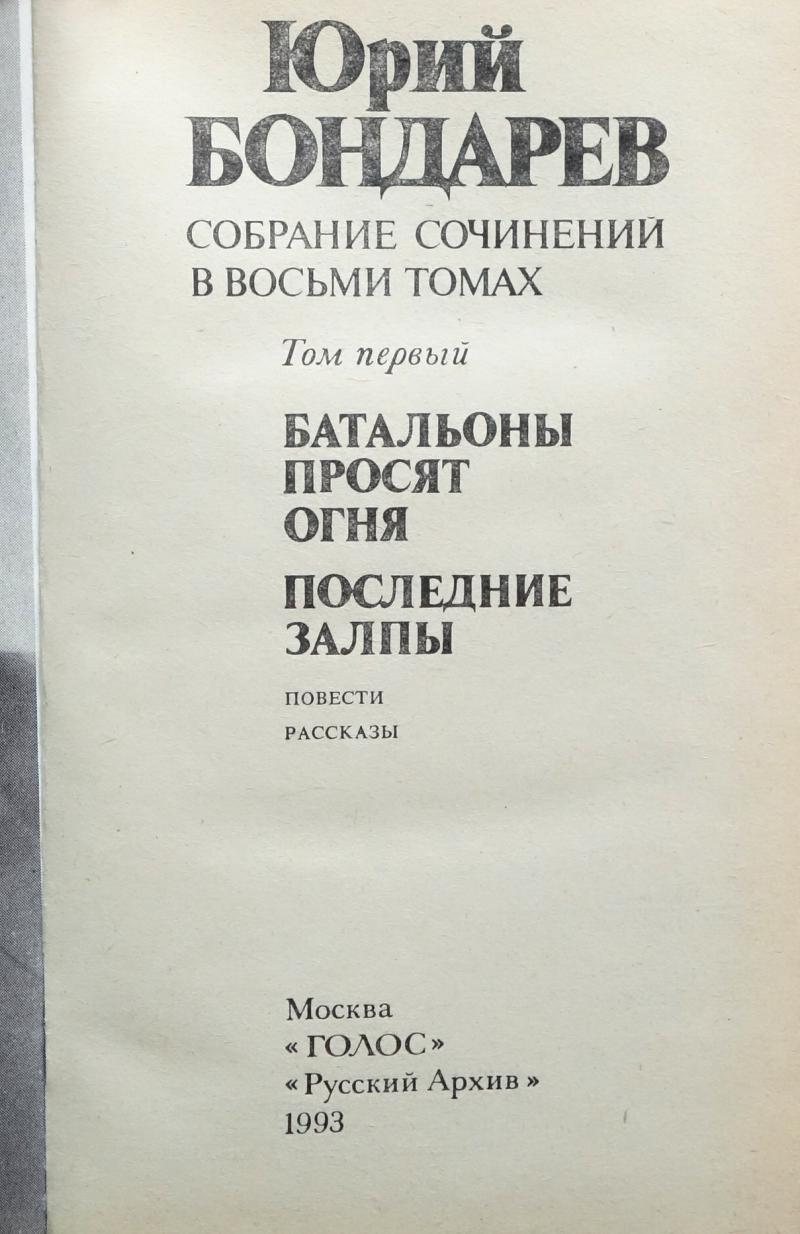 Юрий
БОНДАРЕВ
СОБРАНИЕ СОЧИНЕНИЙ
В ВОСЬМИ ТОМАХ
Том первый
БАТАЛЬОНЫ
ПРОСЯТ
ОГНЯ
ПОСЛЕДНИЕ
ЗАЛПЫ
ПОВЕСТИ
РАССКАЗЫ
Москва
«ГОЛОС»
«Русский Архив»
1993